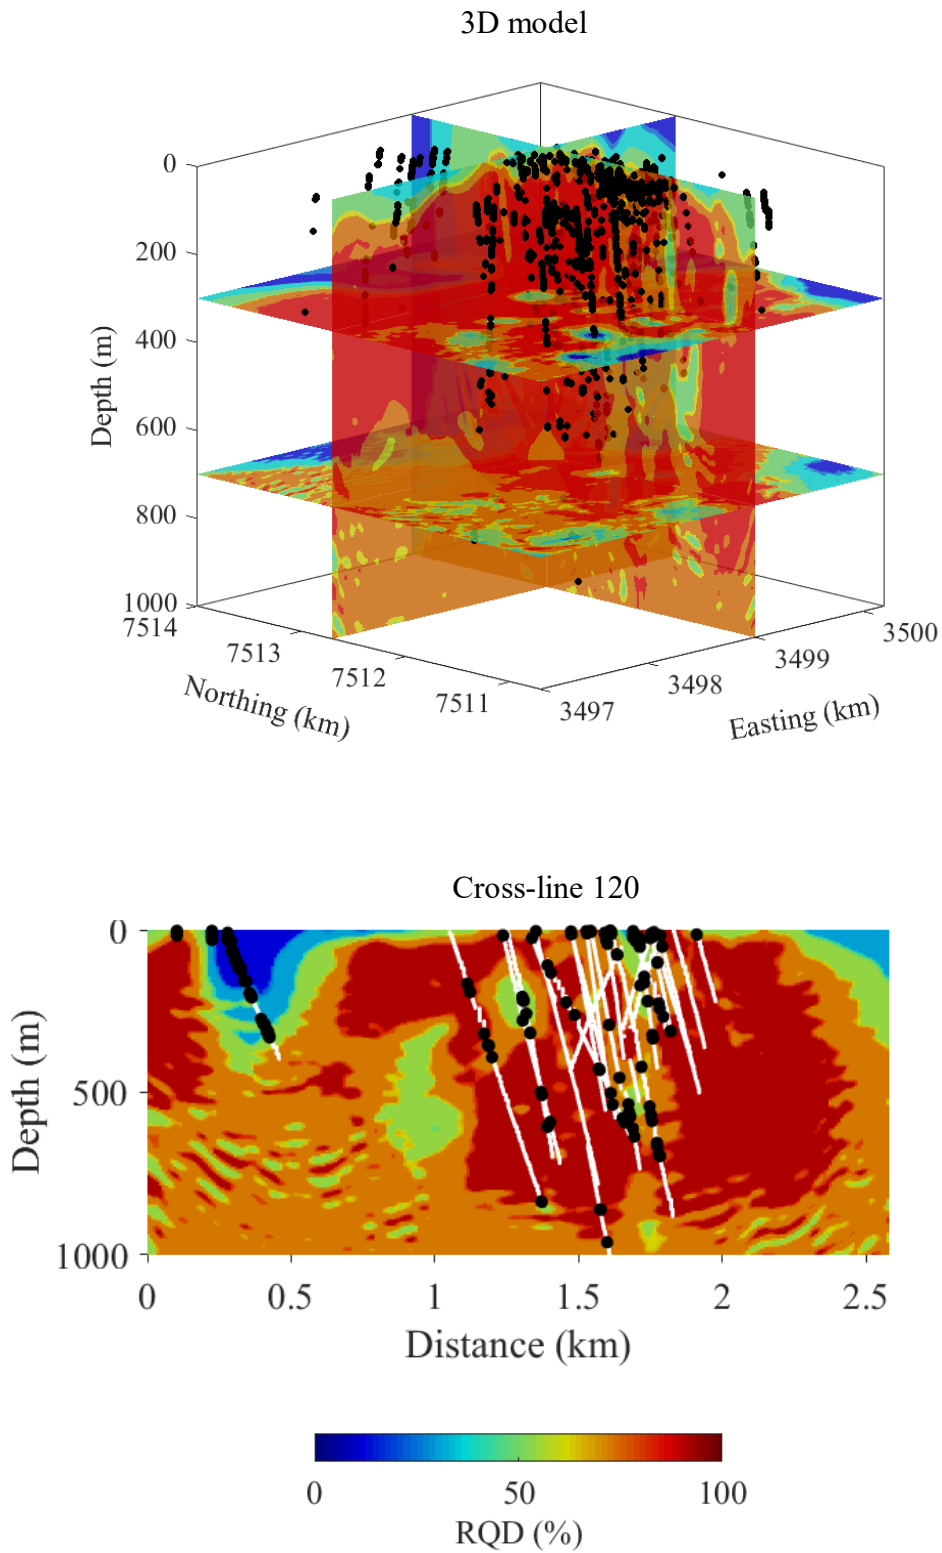 3D model
0
200
400
600
800
1000
Depth (m)
7514
7513
7512
7511
Northing (km)
3497
3498
3499
3500
Easting (km)
Cross-line 120
0
500
1000
Depth (m)
0 0.5 1 1.5 2 2.5
Distance (km)
0 50 100
RQD (%)